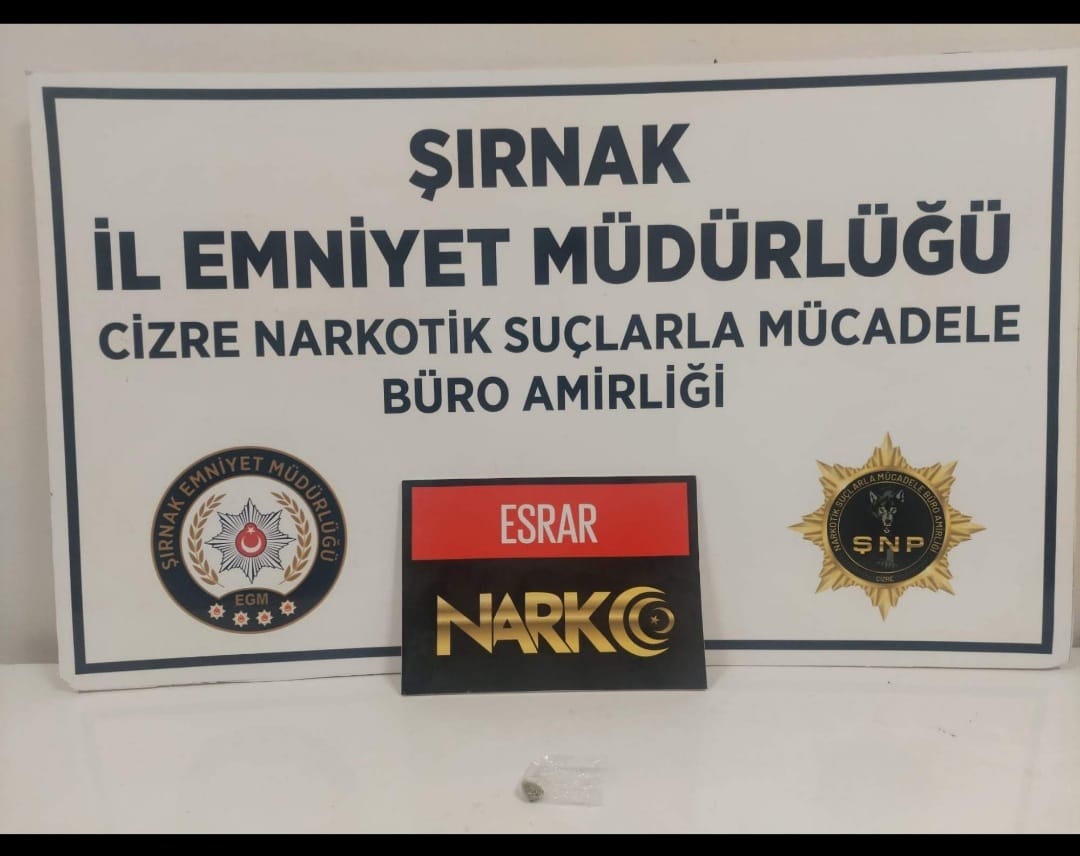 ŞIRNAK
İL EMNİYET MÜDÜRLÜĞÜ
CİZRE NARKOTİK SUÇLARLA MÜCADELE
BÜRO AMİRLİĞİ
ŞIRNAK EMNİYET MÜDÜRLÜĞÜ
EGM
ESRAR
NARKO
NARKOTİK SUÇLARLA MÜCADELE BÜRO AMİRLİĞİ
ŞNP
CİZRE